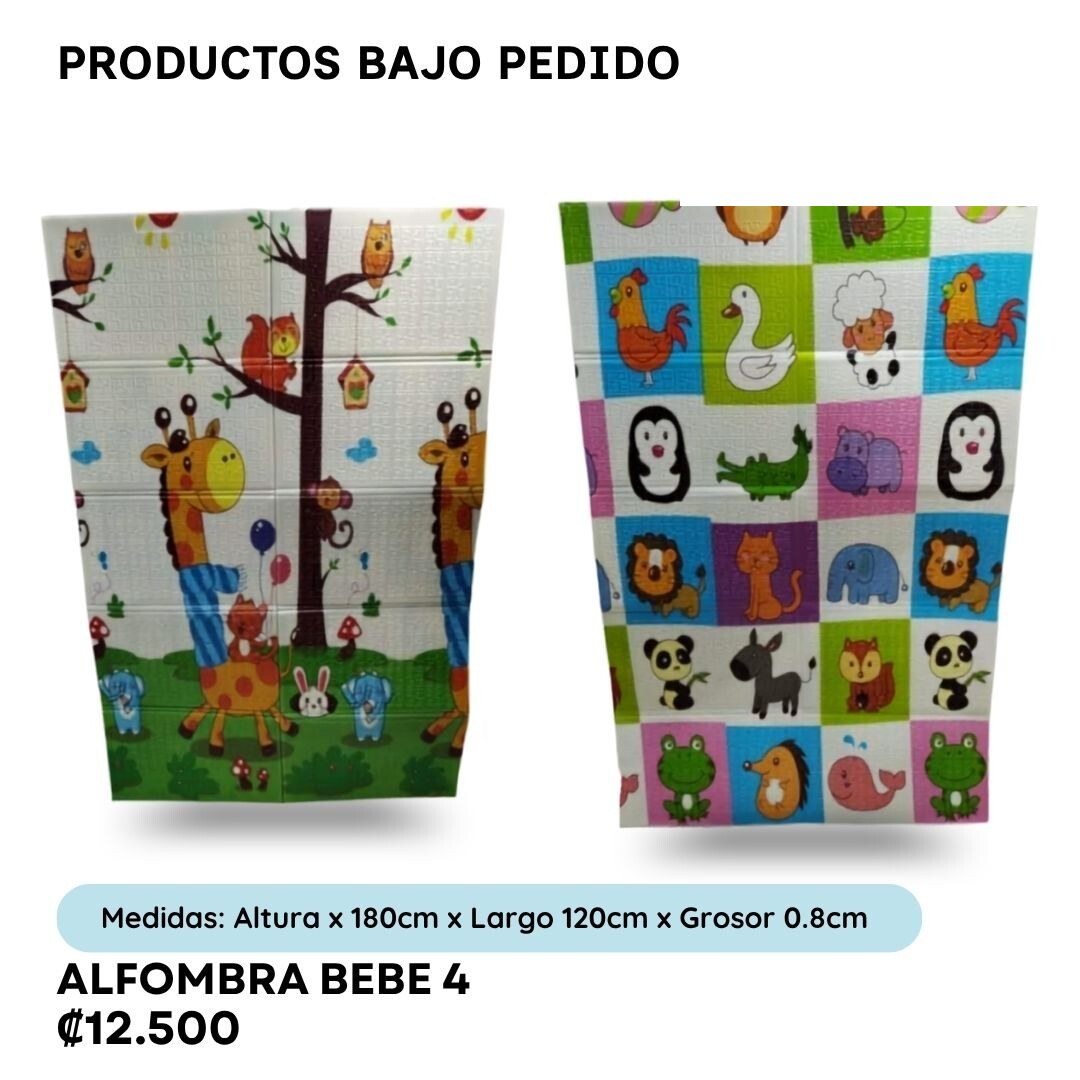 PRODUCTOS BAJO PEDIDO
Medidas: Altura x 180cm x Largo 120cm x Grosor 0.8cm
ALFOMBRA BEBE 4
₡12.500